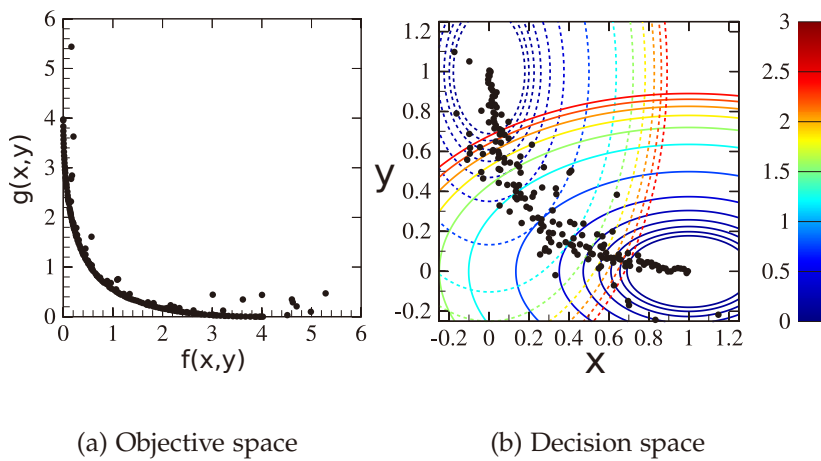 6
5
4
3
2
1
0
g(x,y)
0 1 2 3 4 5 6
f(x,y)
1.2
1
0.8
0.6
0.4
0.2
0
-0.2
y
-0.2 0 0.2 0.4 0.6 0.8 1 1.2
x
3
2.5
2
1.5
1
0.5
0
(a) Objective space
(b) Decision space